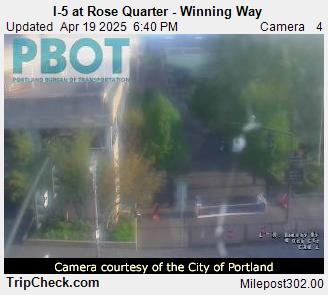 I-5 at Rose Quarter - Winning Way
Updated Apr 19 2025 6:40 PM Camera 4
PBOT
PORTLAND BUREAU OF TRANSPORTATION
Camera courtesy of the City of Portland
TripCheck.com Milepost302.00